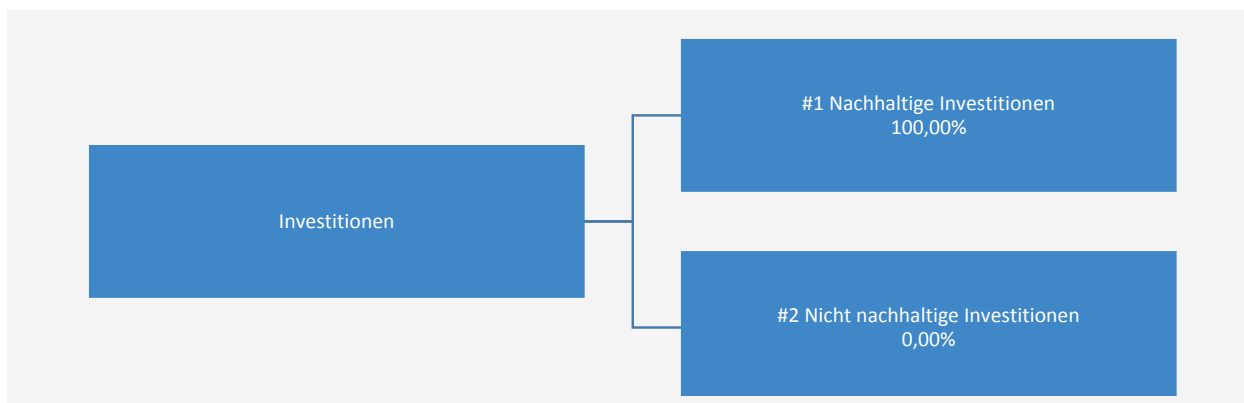 #1 Nachhaltige Investitionen
100,00%
Investitionen
#2 Nicht nachhaltige Investitionen
0,00%